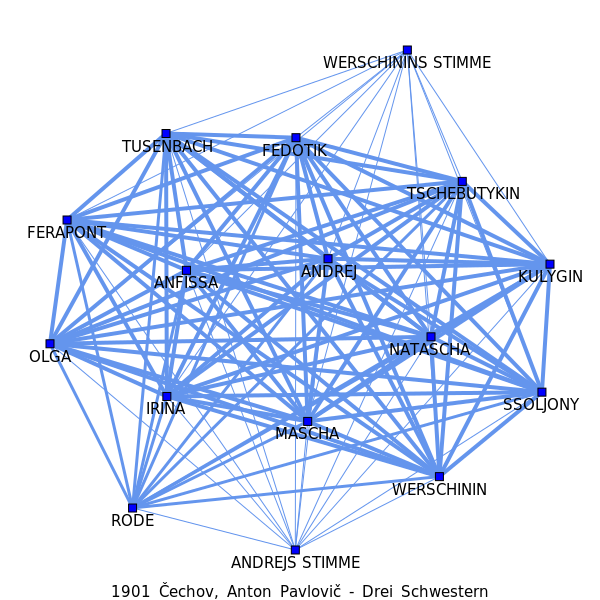 WERSCHININS STIMME
TUSENBACH
FEDOTIK
TSCHEBUTYKIN
FERAPONT
ANFISSA
ANDREJ
KULYGIN
OLGA
NATASCHA
IRINA
SSOLJONY
MASCHA
WERSCHININ
RODE
ANDREJS STIMME
1901 Čechov, Anton Pavlovič - Drei Schwestern